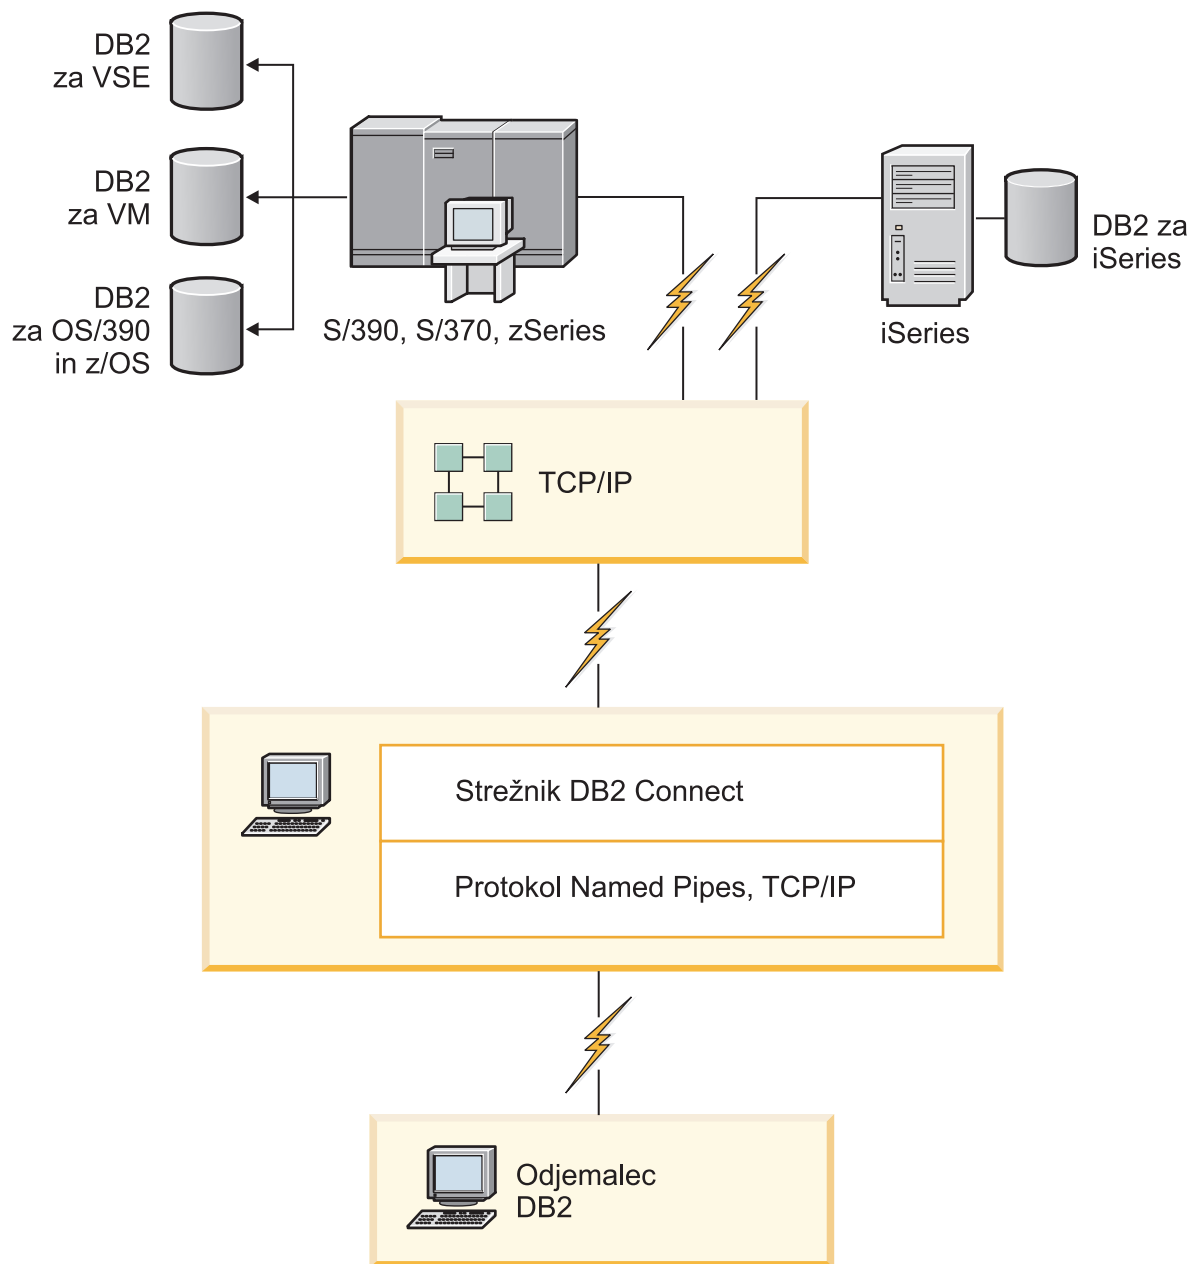 DB2
za VSE
DB2
za VM
DB2
za OS/390
in z/OS
S/390, S/370, zSeries
iSeries
DB2 za
iSeries
TCP/IP
Strežnik DB2 Connect
Protokol Named Pipes, TCP/IP
Odjemalec
DB2